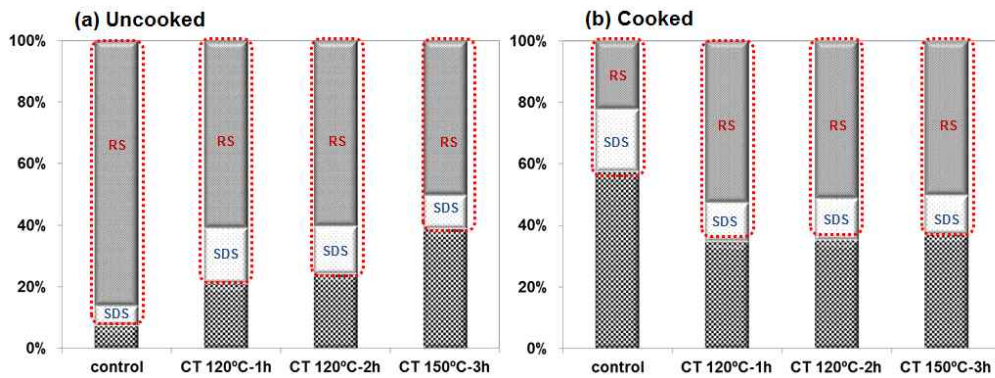 (a) Uncooked
100%
80%
60%
40%
20%
0%
RS
SDS
RS
SDS
RS
SDS
RS
SDS
control
CT 120ºC-1h
CT 120ºC-2h
CT 150ºC-3h
(b) Cooked
100%
80%
60%
40%
20%
0%
RS
SDS
RS
SDS
RS
SDS
RS
SDS
control
CT 120ºC-1h
CT 120ºC-2h
CT 150ºC-3h